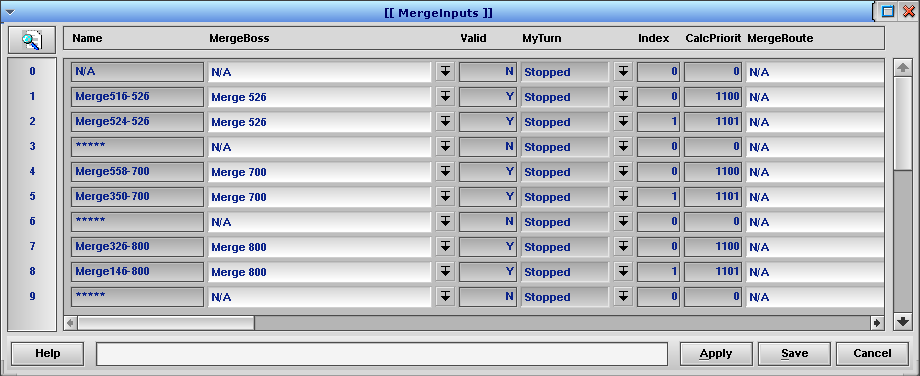 [[ MergeInputs ]]
Name MergeBoss Valid MyTurn Index CalcPriorit MergeRoute
0 N/A N/A N Stopped 0 0 N/A
1 Merge516-526 Merge 526 Y Stopped 0 1100 N/A
2 Merge524-526 Merge 526 Y Stopped 1 1101 N/A
3 ***** N/A N Stopped 0 0 N/A
4 Merge558-700 Merge 700 Y Stopped 0 1100 N/A
5 Merge350-700 Merge 700 Y Stopped 1 1101 N/A
6 ***** N/A N Stopped 0 0 N/A
7 Merge326-800 Merge 800 Y Stopped 0 1100 N/A
8 Merge146-800 Merge 800 Y Stopped 1 1101 N/A
9 ***** N/A N Stopped 0 0 N/A
Help Apply Save Cancel